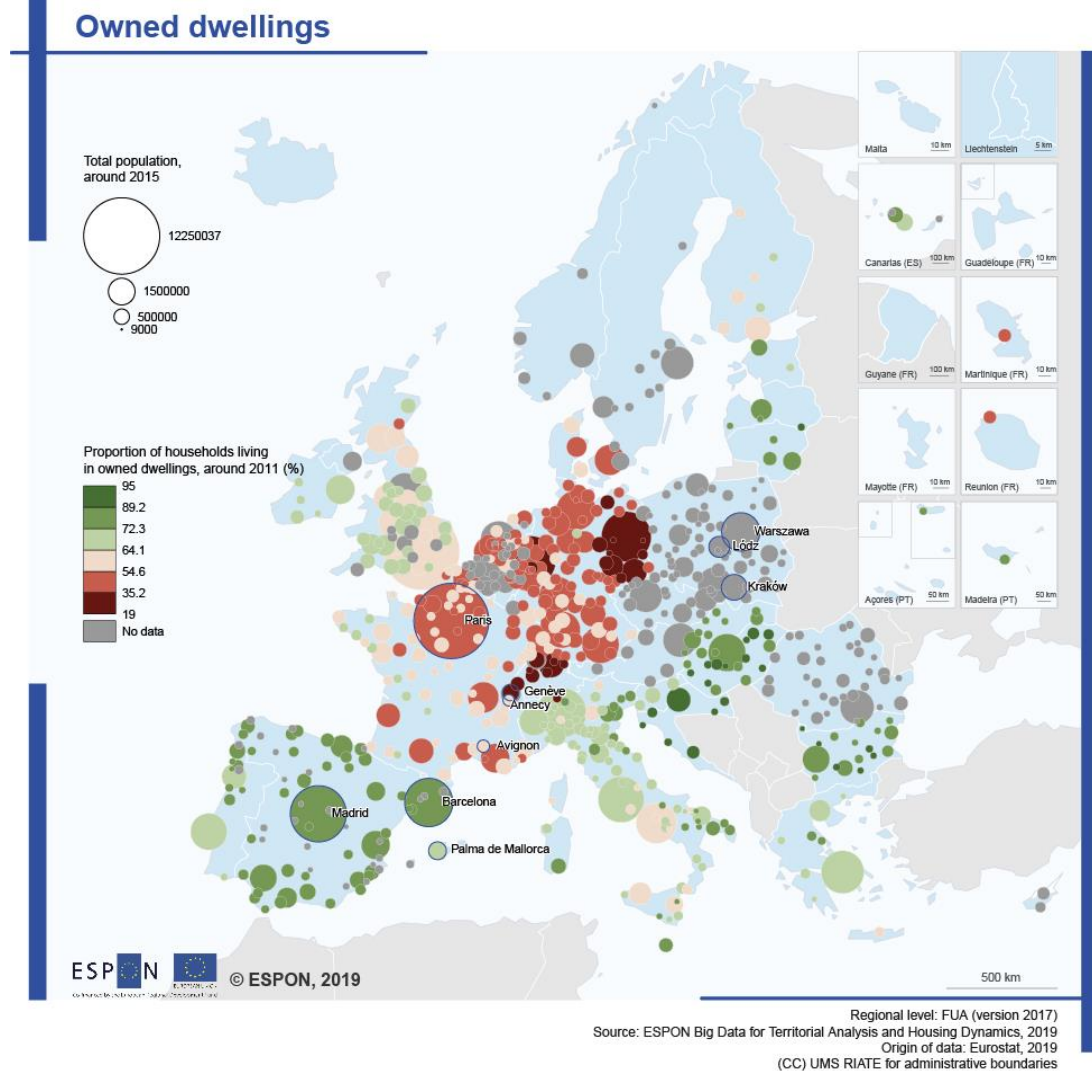 Owned dwellings
Total population,
around 2015
12250037
1500000
500000
9000
Proportion of households living
in owned dwellings, around 2011 (%)
95
89.2
72.3
64.1
54.6
35.2
19
No data
Malta
10 km
Liechtenstein
5 km
Canarias (ES)
100 km
Guadeloupe (FR)
10 km
Guyane (FR)
100 km
Martinique (FR)
10 km
Mayotte (FR)
10 km
Reunion (FR)
10 km
Açores (PT)
50 km
Madeira (PT)
50 km
Warszawa
Lódz
Kraków
Paris
Genève
Annecy
Avignon
Barcelona
Madrid
Palma de Mallorca
ESPON
© ESPON, 2019
500 km
Regional level: FUA (version 2017)
Source: ESPON Big Data for Territorial Analysis and Housing Dynamics, 2019
Origin of data: Eurostat, 2019
(CC) UMS RIATE for administrative boundaries